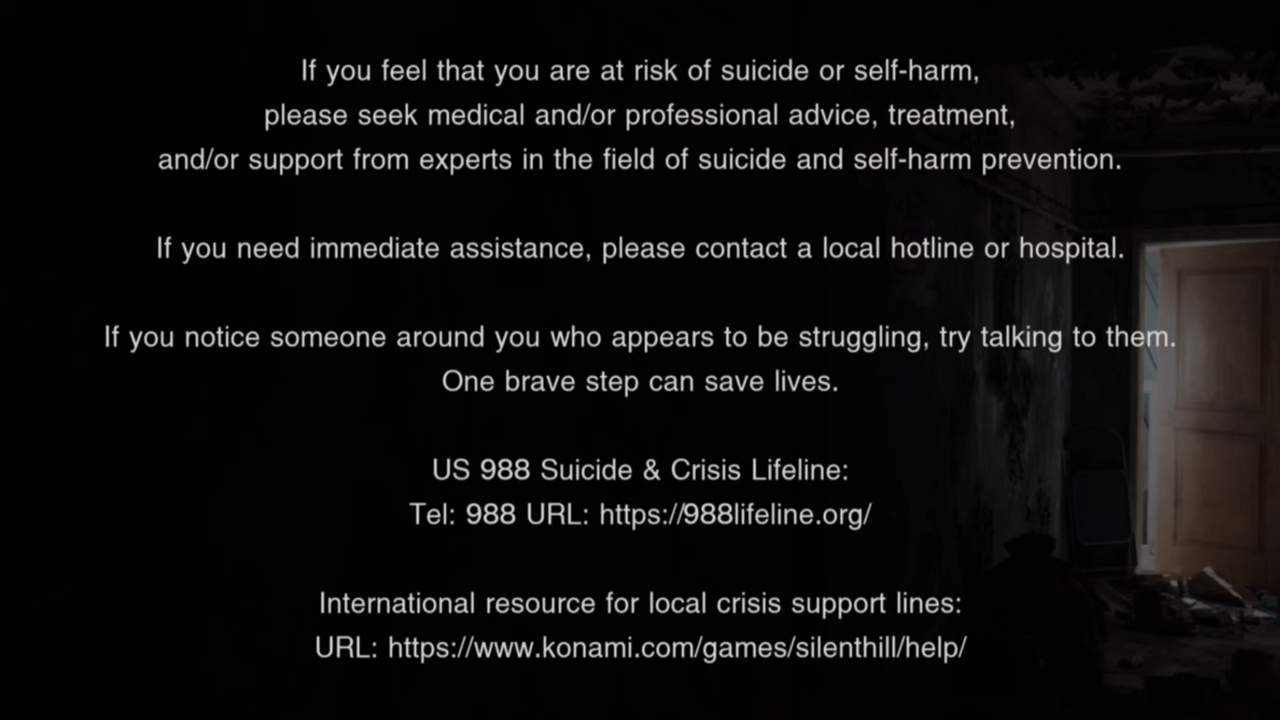 If you feel that you are at risk of suicide or self-harm,
please seek medical and/or professional advice, treatment,
and/or support from experts in the field of suicide and self-harm prevention.
If you need immediate assistance, please contact a local hotline or hospital.
If you notice someone around you who appears to be struggling, try talking to them.
One brave step can save lives.
US 988 Suicide & Crisis Lifeline:
Tel: 988 URL: https://988lifeline.org/
International resource for local crisis support lines:
URL: https://www.konami.com/games/silenthill/help/